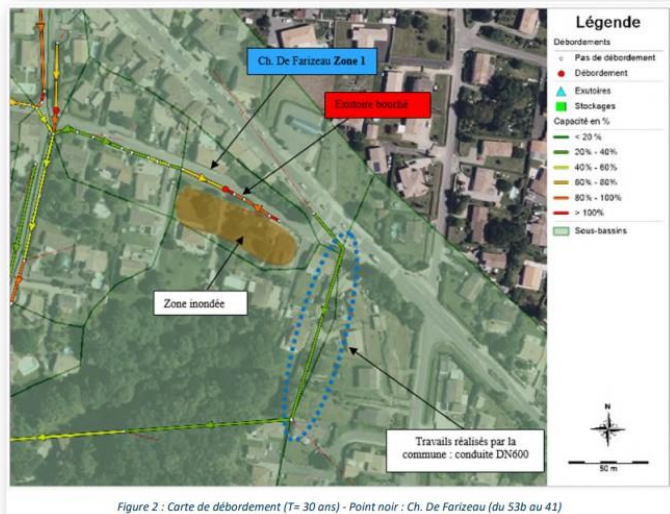 Ch. De Farizeau Zone 1
Exutoire bouché
Zone inondée
Travails réalisés par la
commune : conduite DN600
Légende
Débordements
Pas de débordement
Débordement
Exutoires
Stockages
Capacité en %
< 20 %
20% - 40%
40% - 60%
60% - 80%
80% - 100%
> 100%
Sous-bassins
N
50 m
Figure 2 : Carte de débordement (T= 30 ans) - Point noir : Ch. De Farizeau (du 53b au 41)